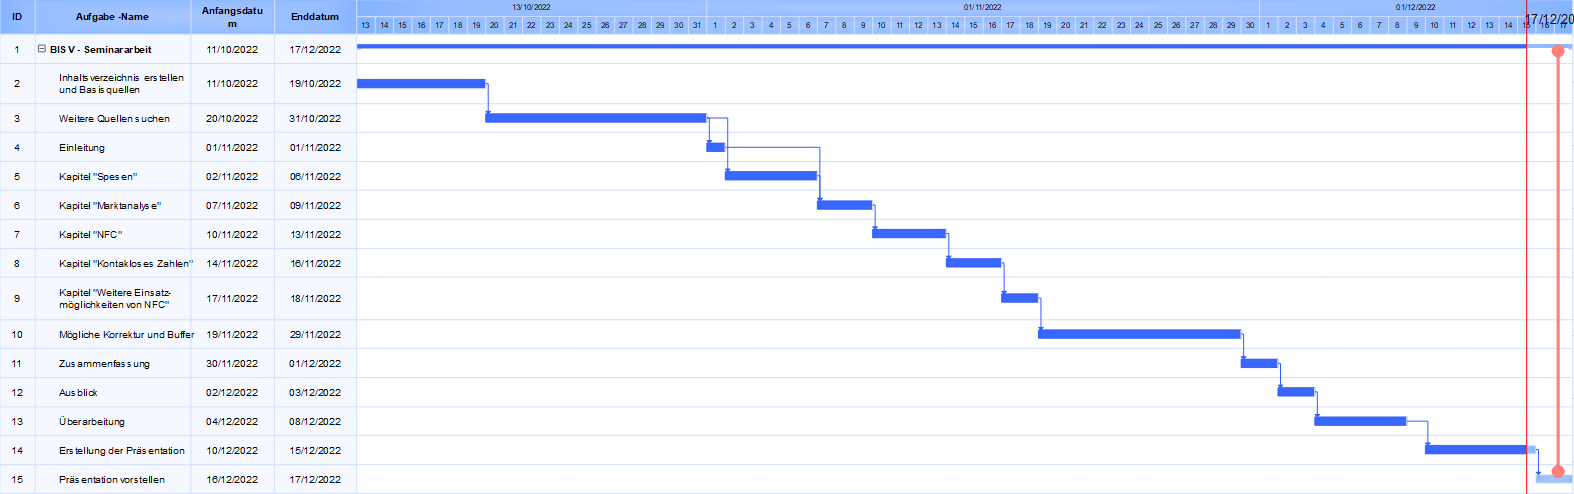 ID Aufgabe -Name Anfangsdatu Enddatum 13/10/2022 01/11/2022 01/12/2022
m
17/12/20
13 14 15 16 17 18 19 20 21 22 23 24 25 26 27 28 29 30 31 1 2 3 4 5 6 7 8 9 10 11 12 13 14 15 16 17 18 19 20 21 22 23 24 25 26 27 28 29 30 1 2 3 4 5 6 7 8 9 10 11 12 13 14 15 16 17
1 BIS V - Seminararbeit 11/10/2022 17/12/2022
2 Inhaltsverzeichnis erstellen 11/10/2022 19/10/2022
und Basisquellen
3 Weitere Quellen suchen 20/10/2022 31/10/2022
4 Einleitung 01/11/2022 01/11/2022
5 Kapitel "Spesen" 02/11/2022 06/11/2022
6 Kapitel "Marktanalyse" 07/11/2022 09/11/2022
7 Kapitel "NFC" 10/11/2022 13/11/2022
8 Kapitel "Kontakloses Zahlen" 14/11/2022 16/11/2022
9 Kapitel "Weitere Einsatz- 17/11/2022 18/11/2022
möglichkeiten von NFC"
10 Mögliche Korrektur und Buffer 19/11/2022 29/11/2022
11 Zusammenfassung 30/11/2022 01/12/2022
12 Ausblick 02/12/2022 03/12/2022
13 Überarbeitung 04/12/2022 08/12/2022
14 Erstellung der Präsentation 10/12/2022 15/12/2022
15 Präsentation vorstellen 16/12/2022 17/12/2022